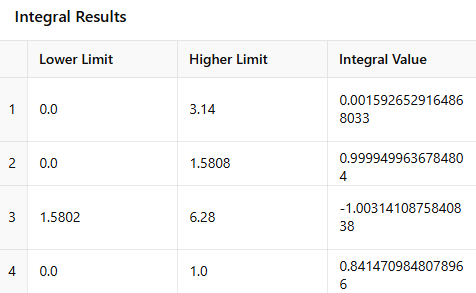 Integral Results
Lower Limit Higher Limit Integral Value
1 0.0 3.14 0.001592652916486
8033
2 0.0 1.5808 0.999949963678480
4
3 1.5802 6.28 -1.00314108758408
38
4 0.0 1.0 0.841470984807896
6